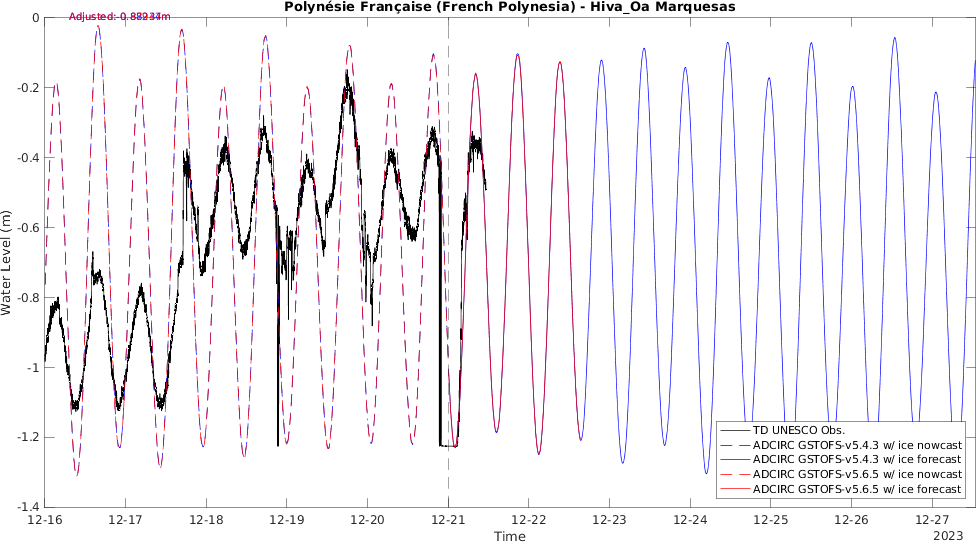 Polynésie Française (French Polynesia) - Hiva_Oa Marquesas
Water Level (m)
0
-0.2
-0.4
-0.6
-0.8
-1
-1.2
-1.4
12-16 12-17 12-18 12-19 12-20 12-21 12-22 12-23 12-24 12-25 12-26 12-27
Time
2023
TD UNESCO Obs.
ADCIRC GSTOFS-v5.4.3 w/ ice nowcast
ADCIRC GSTOFS-v5.4.3 w/ ice forecast
ADCIRC GSTOFS-v5.6.5 w/ ice nowcast
ADCIRC GSTOFS-v5.6.5 w/ ice forecast